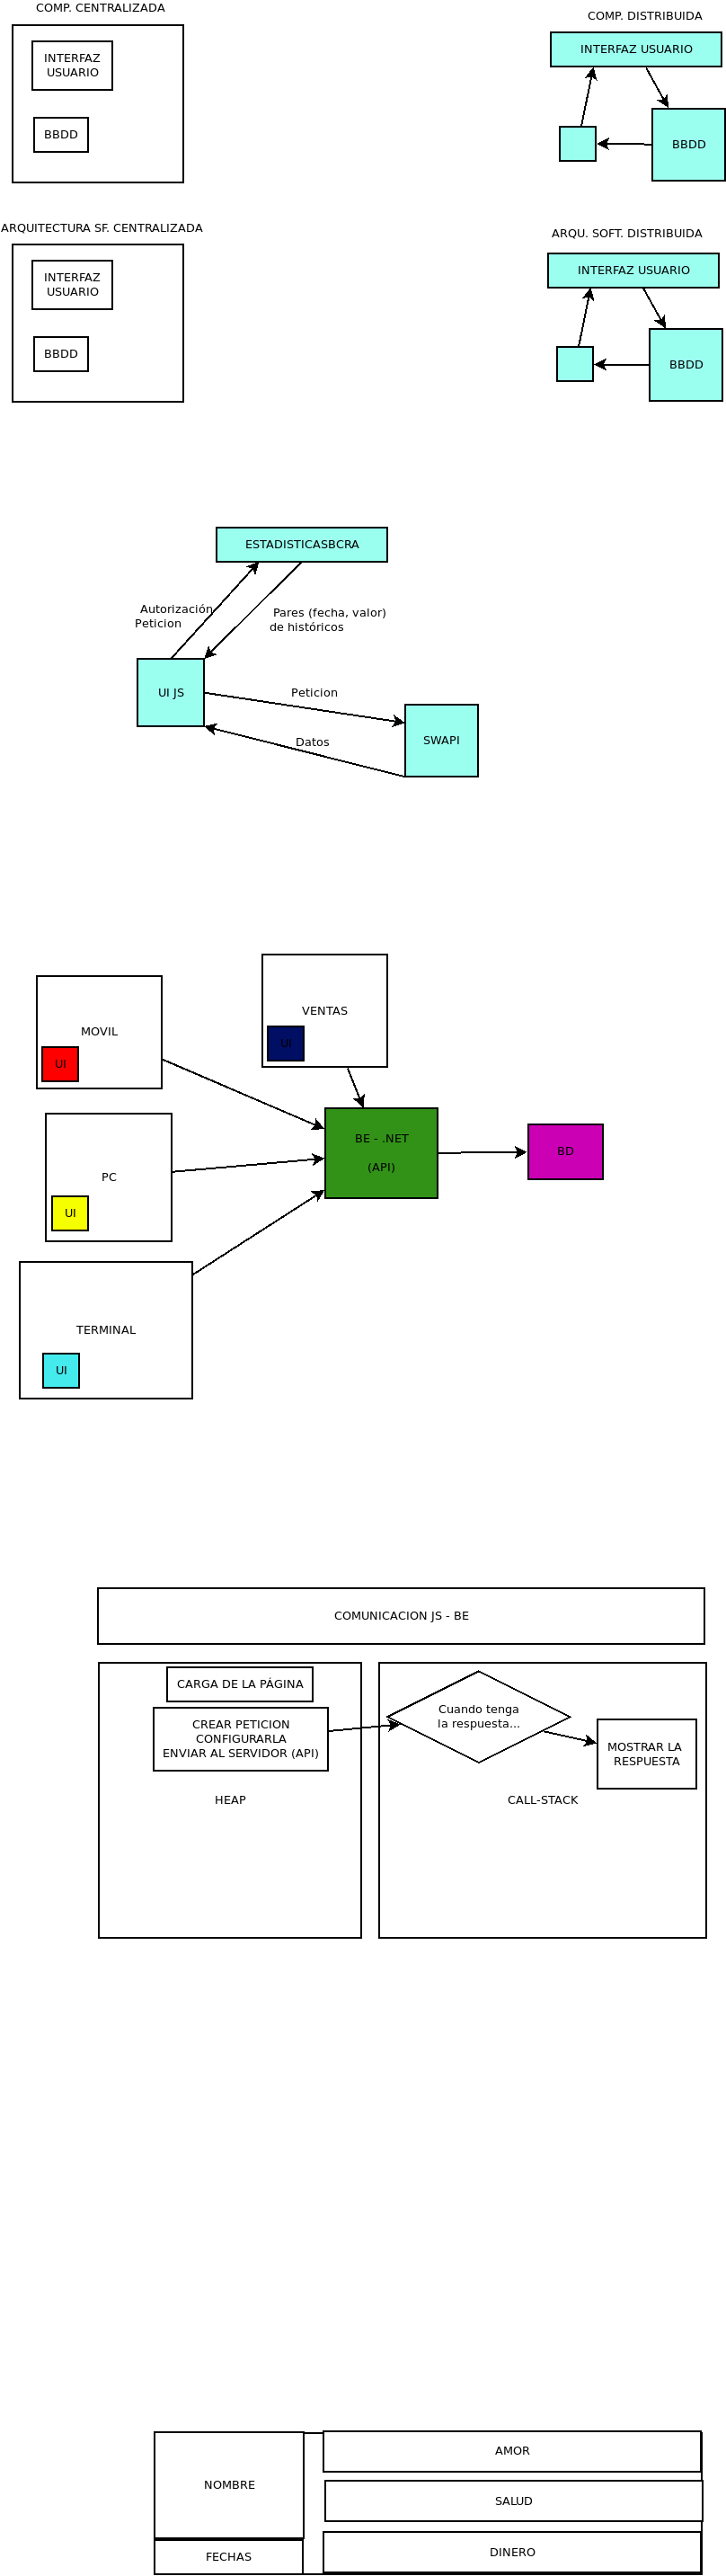 COMP. CENTRALIZADA
INTERFAZ
USUARIO
BBDD
COMP. DISTRIBUIDA
INTERFAZ USUARIO
BBDD
ARQUITECTURA SF. CENTRALIZADA
INTERFAZ
USUARIO
BBDD
ARQU. SOFT. DISTRIBUIDA
INTERFAZ USUARIO
BBDD
ESTADISTICASBCRA
Autorización
Peticion
Pares (fecha, valor)
de históricos
UI JS
Peticion
Datos
SWAPI
MOVIL
UI
VENTAS
UI
PC
UI
BE - .NET
(API)
BD
TERMINAL
UI
COMUNICACION JS - BE
CARGA DE LA PÁGINA
CREAR PETICION
CONFIGURARLA
ENVIAR AL SERVIDOR (API)
HEAP
Cuando tenga
la respuesta...
MOSTRAR LA
RESPUESTA
CALL-STACK
NOMBRE
FECHAS
AMOR
SALUD
DINERO